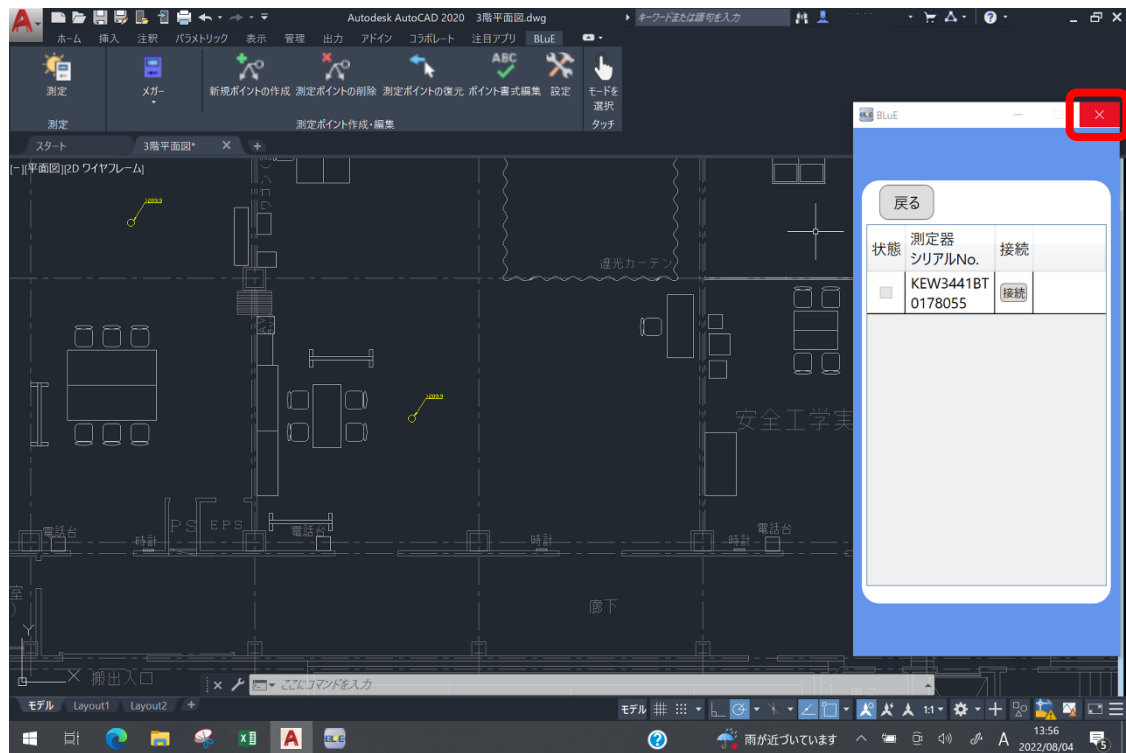 Autodesk AutoCAD 2020 3階平面図.dwg
キーワードまたは語句を入力
ホーム 挿入 注釈 パラメトリック 表示 管理 出力 アドイン コラボレート 注目アプリ BLuE
測定
メガー
新規ポイントの作成
測定ポイントの削除
測定ポイントの復元
ABC
ポイント書式編集
設定
モードを
選択
測定
測定ポイント作成・編集
タッチ
スタート
3階平面図*
[-][平面図][2D ワイヤフレーム]
遮光カーテン
安全工学実
電話台
時計
PS
EPS
電話台
時計
時計
電話台
廊下
室
Y
X
搬出入口
BLuE
戻る
状態
測定器
シリアルNo.
接続
KEW3441BT
0178055
接続
ここにコマンドを入力
モデル Layout1 Layout2 +
モデル
1:1
雨が近づいています
A
13:56
2022/08/04
5